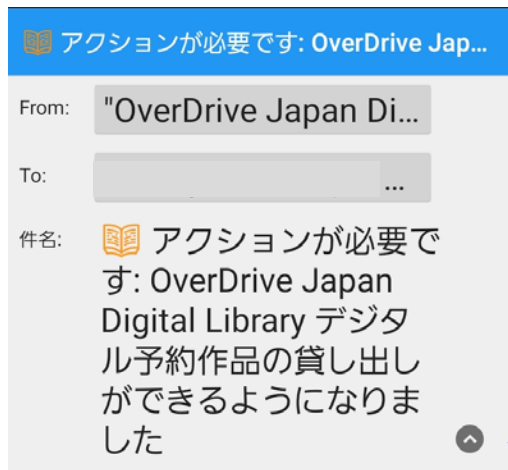 アクションが必要です: OverDrive Jap...
From: "OverDrive Japan Di...
To: ...
件名: アクションが必要で
す: OverDrive Japan
Digital Library デジタ
ル予約作品の貸し出し
ができるようになりま
した